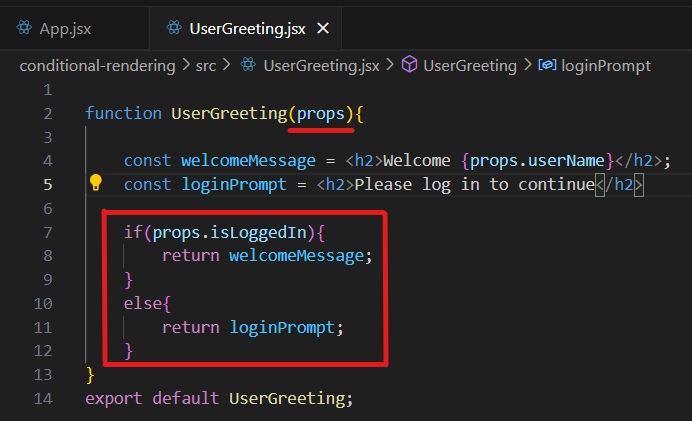 App.jsx UserGreeting.jsx ✕
conditional-rendering > src > UserGreeting.jsx > UserGreeting > loginPrompt
1
2 function UserGreeting(props){
3
4     const welcomeMessage = <h2>Welcome {props.userName}</h2>;
5     const loginPrompt = <h2>Please log in to continue</h2>
6
7     if(props.isLoggedIn){
8         return welcomeMessage;
9     }
10     else{
11         return loginPrompt;
12     }
13 }
14 export default UserGreeting;